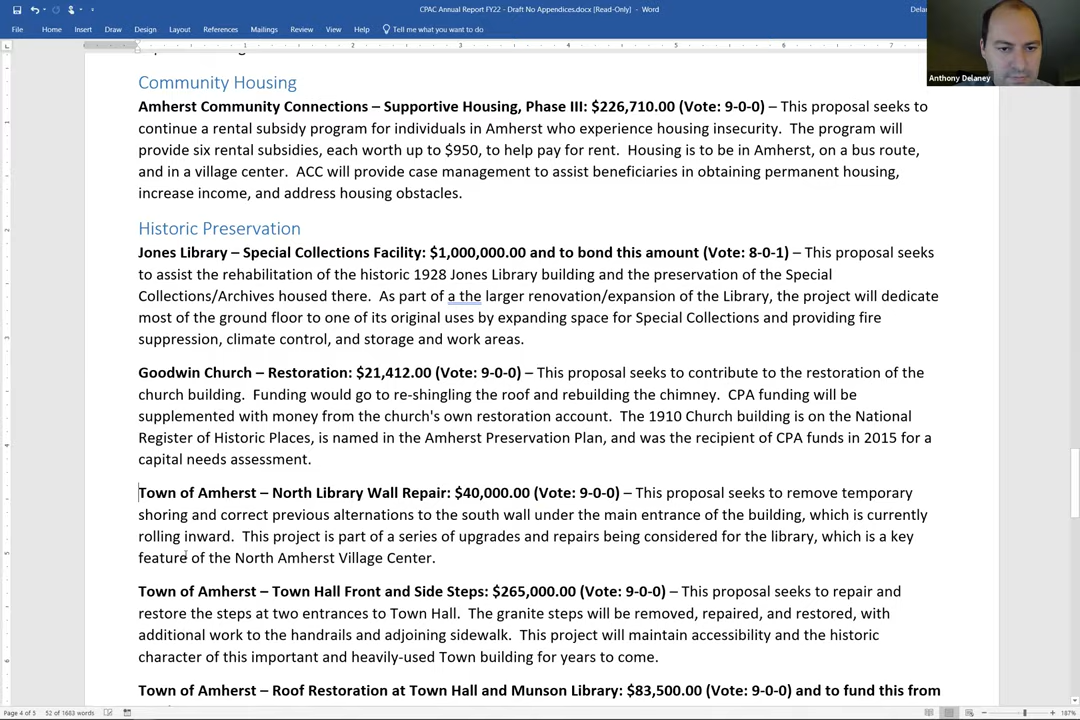 CPAC Annual Report FY22 - Draft No Appendices.docx [Read-Only] - Word
File Home Insert Draw Design Layout References Mailings Review View Help Tell me what you want to do
Anthony Delaney
Community Housing
Amherst Community Connections – Supportive Housing, Phase III: $226,710.00 (Vote: 9-0-0) – This proposal seeks to
continue a rental subsidy program for individuals in Amherst who experience housing insecurity. The program will
provide six rental subsidies, each worth up to $950, to help pay for rent. Housing is to be in Amherst, on a bus route,
and in a village center. ACC will provide case management to assist beneficiaries in obtaining permanent housing,
increase income, and address housing obstacles.
Historic Preservation
Jones Library – Special Collections Facility: $1,000,000.00 and to bond this amount (Vote: 8-0-1) – This proposal seeks
to assist the rehabilitation of the historic 1928 Jones Library building and the preservation of the Special
Collections/Archives housed there. As part of a the larger renovation/expansion of the Library, the project will dedicate
most of the ground floor to one of its original uses by expanding space for Special Collections and providing fire
suppression, climate control, and storage and work areas.
Goodwin Church – Restoration: $21,412.00 (Vote: 9-0-0) – This proposal seeks to contribute to the restoration of the
church building. Funding would go to re-shingling the roof and rebuilding the chimney. CPA funding will be
supplemented with money from the church's own restoration account. The 1910 Church building is on the National
Register of Historic Places, is named in the Amherst Preservation Plan, and was the recipient of CPA funds in 2015 for a
capital needs assessment.
Town of Amherst – North Library Wall Repair: $40,000.00 (Vote: 9-0-0) – This proposal seeks to remove temporary
shoring and correct previous alternations to the south wall under the main entrance of the building, which is currently
rolling inward. This project is part of a series of upgrades and repairs being considered for the library, which is a key
feature of the North Amherst Village Center.
Town of Amherst – Town Hall Front and Side Steps: $265,000.00 (Vote: 9-0-0) – This proposal seeks to repair and
restore the steps at two entrances to Town Hall. The granite steps will be removed, repaired, and restored, with
additional work to the handrails and adjoining sidewalk. This project will maintain accessibility and the historic
character of this important and heavily-used Town building for years to come.
Town of Amherst – Roof Restoration at Town Hall and Munson Library: $83,500.00 (Vote: 9-0-0) and to fund this from
Page 4 of 5 52 of 1683 words 187%